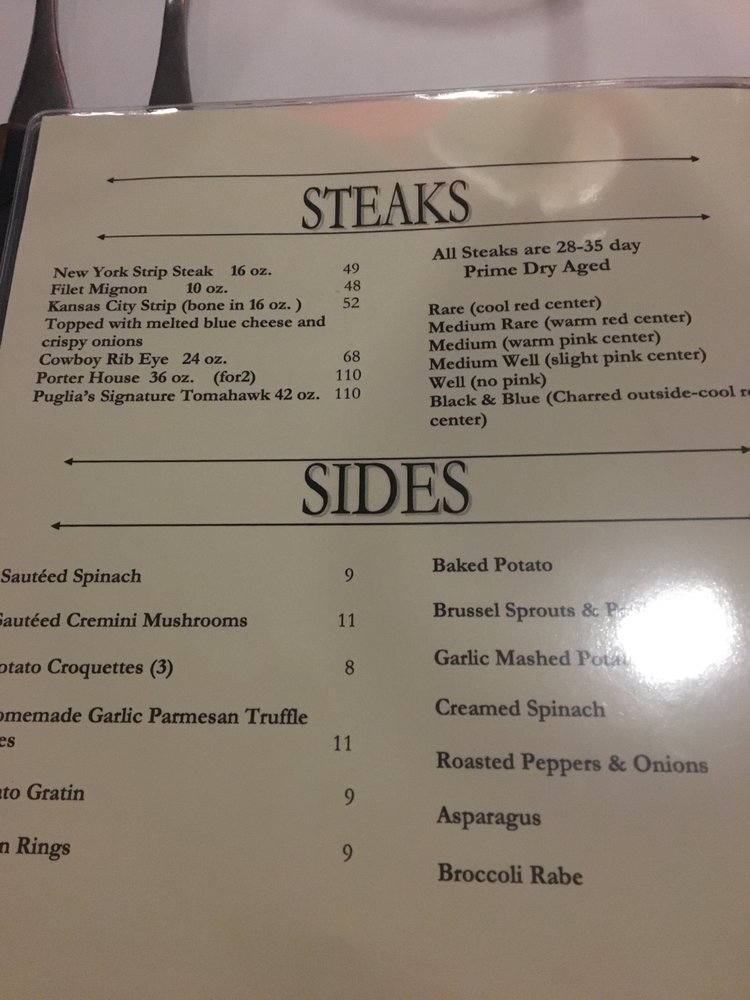 STEAKS
New York Strip Steak 16 oz. 49
Filet Mignon 10 oz. 48
Kansas City Strip (bone in 16 oz. ) 52
Topped with melted blue cheese and
crispy onions
Cowboy Rib Eye 24 oz. 68
Porter House 36 oz. (for2) 110
Puglia's Signature Tomahawk 42 oz. 110
All Steaks are 28-35 day
Prime Dry Aged
Rare (cool red center)
Medium Rare (warm red center)
Medium (warm pink center)
Medium Well (slight pink center)
Well (no pink)
Black & Blue (Charred outside-cool
center)
SIDES
Sautéed Spinach 9
Sautéed Cremini Mushrooms 11
Croquettes (3) 8
Garlic Parmesan Truffle
11
Gratin 9
Rings 9
Baked Potato
Brussel Sprouts &
Garlic Mashed
Creamed Spinach
Roasted Peppers & Onions
Asparagus
Broccoli Rabe